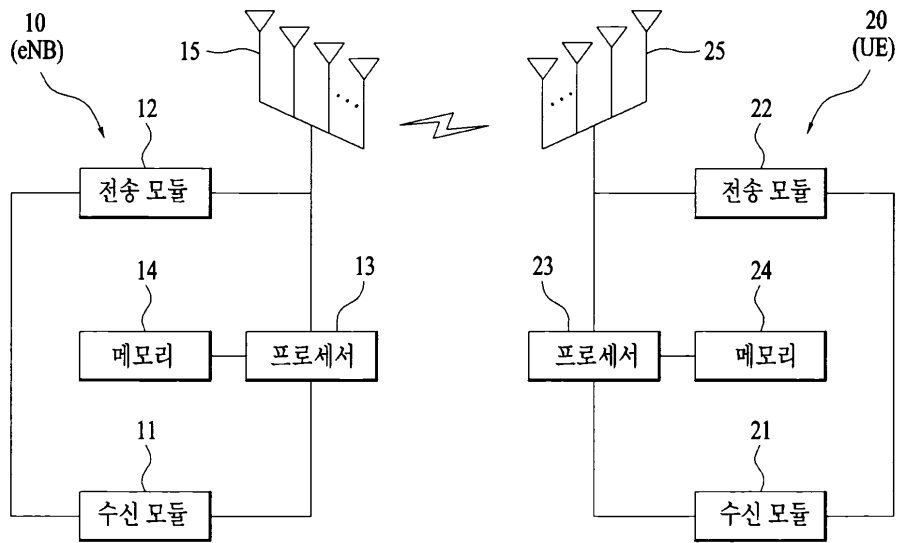 10
(eNB)
15
25
20
(UE)
12
22
전송 모듈
전송 모듈
14
13
23
24
메모리
프로세서
프로세서
메모리
11
21
수신 모듈
수신 모듈